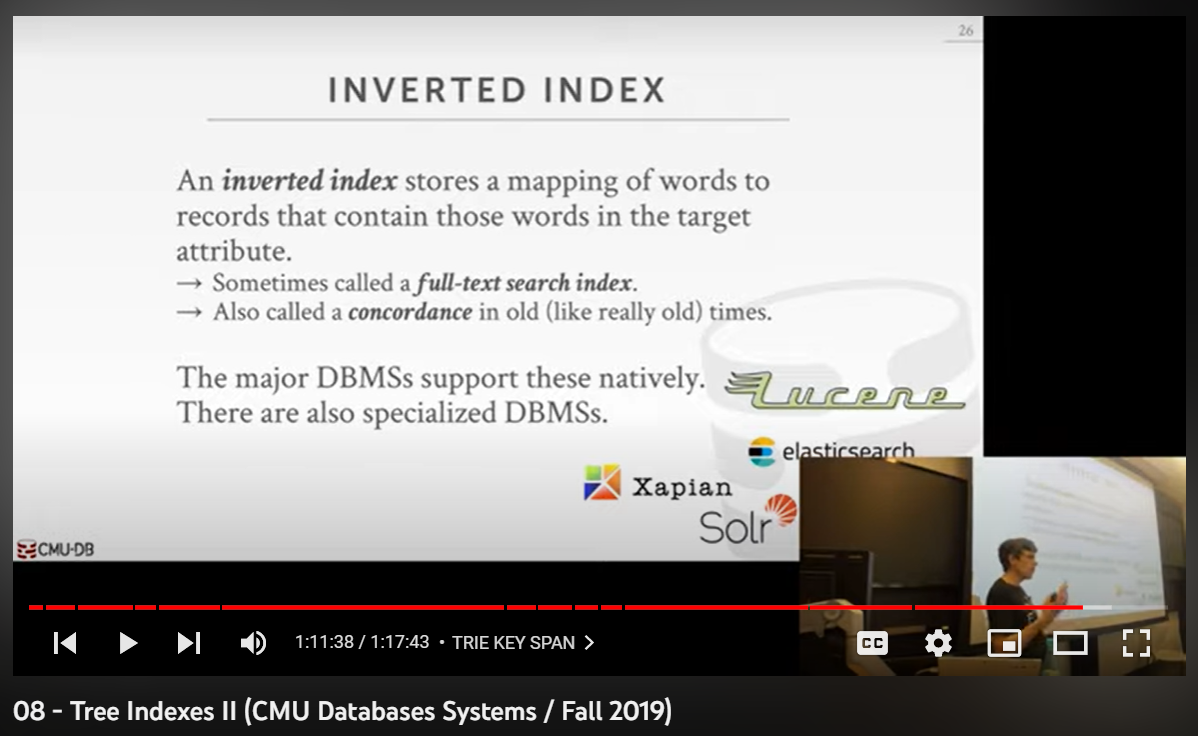 26
INVERTED INDEX
An inverted index stores a mapping of words to
records that contain those words in the target
attribute.
→ Sometimes called a full-text search index.
→ Also called a concordance in old (like really old) times.
The major DBMSs support these natively.
There are also specialized DBMSs.
Lucene
elasticsearch
Xapian
Solr
CMU·DB
1:11:38 / 1:17:43 • TRIE KEY SPAN
CC
08 - Tree Indexes II (CMU Databases Systems / Fall 2019)